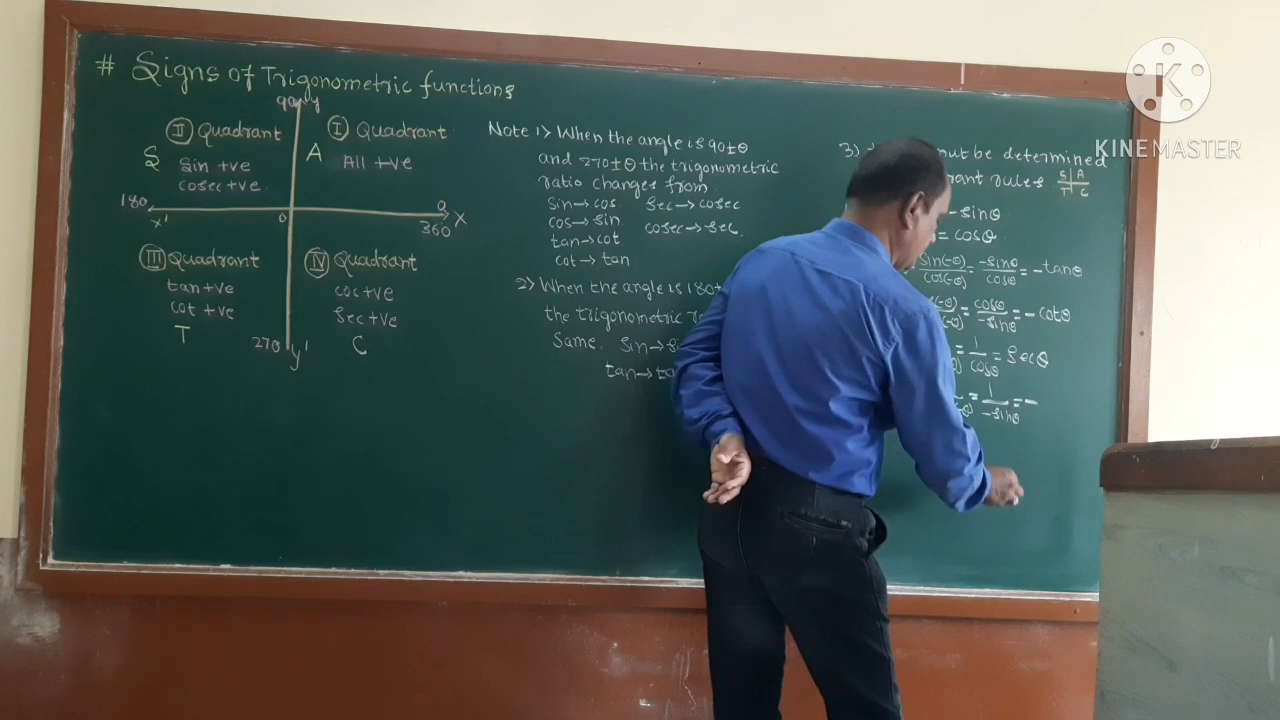 # Signs of Trigonometric functions
90 y
II Quadrant
S
sin +ve
cosec +ve
I Quadrant
A
All +ve
180
x'
0
0
360
X
III Quadrant
tan +ve
cot +ve
T
IV Quadrant
cos +ve
sec +ve
C
270 y'
Note 1> When the angle is 90±θ
and 270±θ the trigonometric
ratio changes from
sin→cos sec→cosec
cos→sin cosec→sec.
tan→cot
cot→tan
2> When the angle is 180
the trigonometric
Same. sin→
tan→
3) must be determined
rules S A T C
-sinθ
= cosθ
sin(-θ)/cos(-θ) = -sinθ/cosθ = -tanθ
cosθ/-sinθ = -cotθ
= 1/cosθ = secθ
= 1/-sinθ = -
K
KINEMASTER